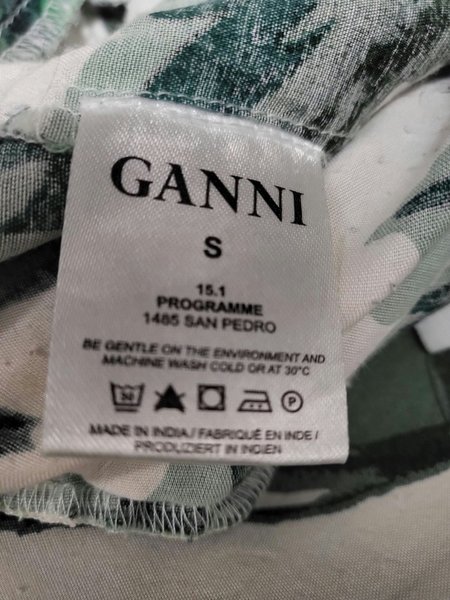 GANNI
S
15.1
PROGRAMME
1485 SAN PEDRO
BE GENTLE ON THE ENVIRONMENT AND
MACHINE WASH COLD OR AT 30°C
P
MADE IN INDIA / FABRIQUÉ EN INDE /
PRODUZIERT IN INDIEN